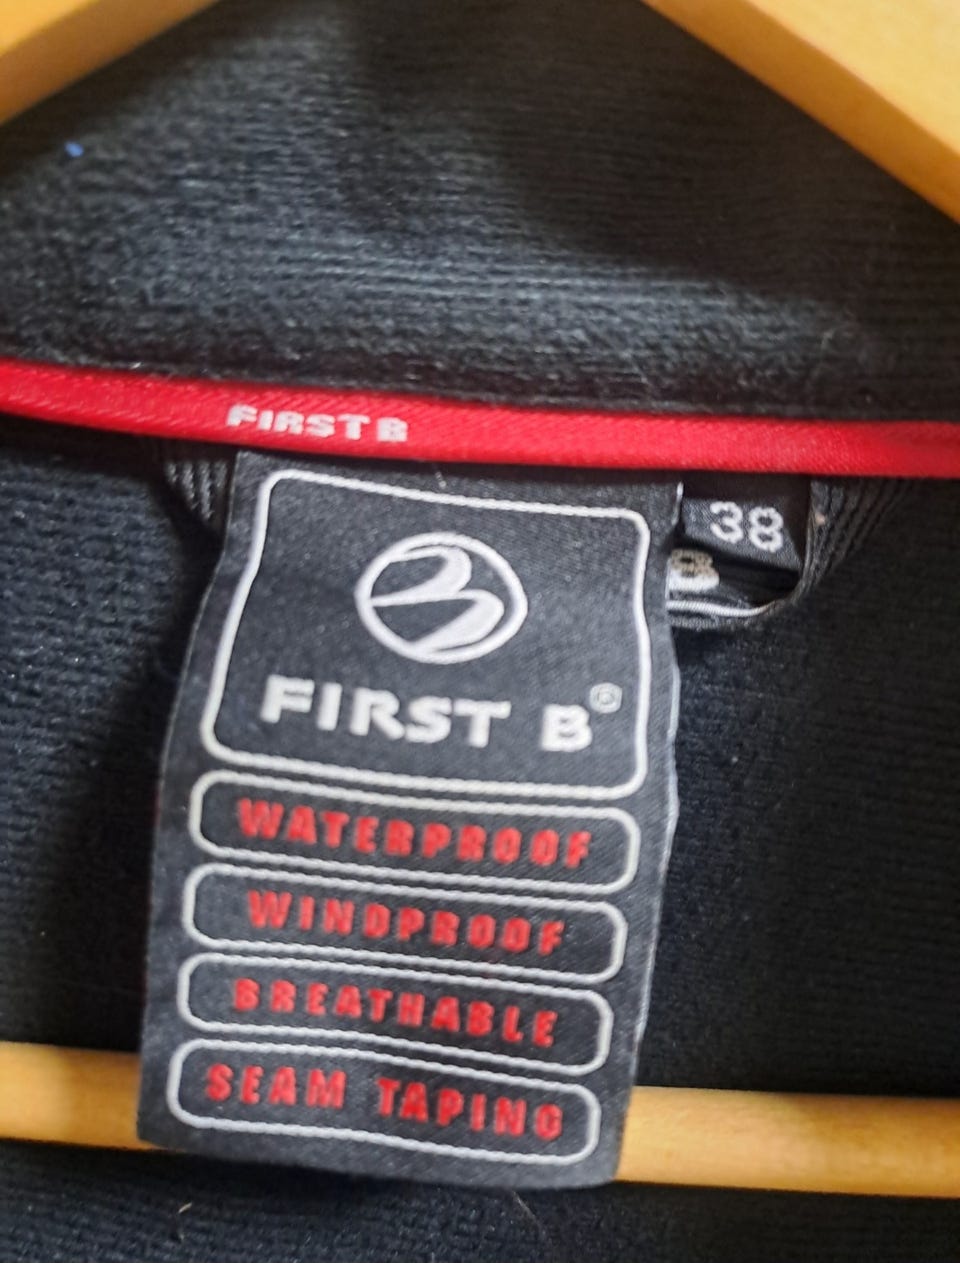 FIRST B
38
FIRST B®
WATERPROOF
WINDPROOF
BREATHABLE
SEAM TAPING